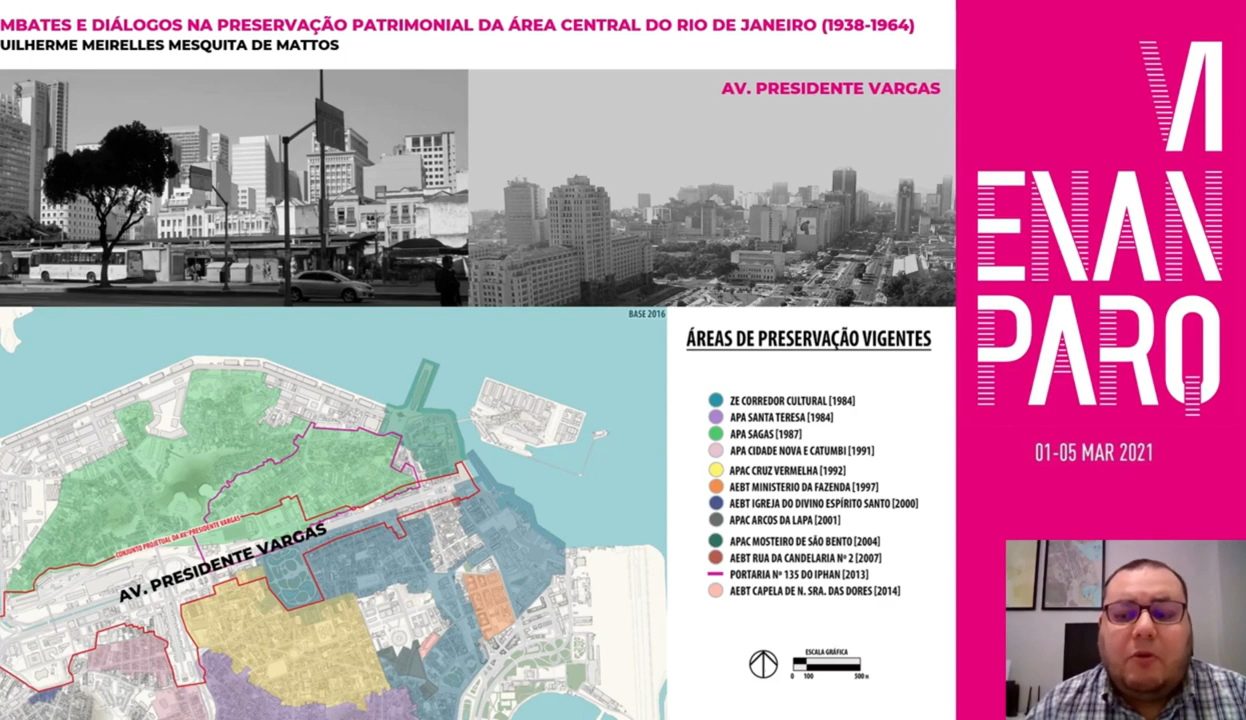 MBATES E DIÁLOGOS NA PRESERVAÇÃO PATRIMONIAL DA ÁREA CENTRAL DO RIO DE JANEIRO (1938-1964)
UILHERME MEIRELLES MESQUITA DE MATTOS
AV. PRESIDENTE VARGAS
BASE 2016
ÁREAS DE PRESERVAÇÃO VIGENTES
ZE CORREDOR CULTURAL [1984]
APA SANTA TERESA [1984]
APA SAGAS [1987]
APA CIDADE NOVA E CATUMBI [1991]
APAC CRUZ VERMELHA [1992]
AEBT MINISTERIO DA FAZENDA [1997]
AEBT IGREJA DO DIVINO ESPÍRITO SANTO [2000]
APAC ARCOS DA LAPA [2001]
APAC MOSTEIRO DE SÃO BENTO [2004]
AEBT RUA DA CANDELARIA Nº 2 [2007]
PORTARIA Nº 135 DO IPHAN [2013]
AEBT CAPELA DE N. SRA. DAS DORES [2014]
ESCALA GRÁFICA
0 100 500 M
AV. PRESIDENTE VARGAS
VI
ENAN
PARQ
01-05 MAR 2021